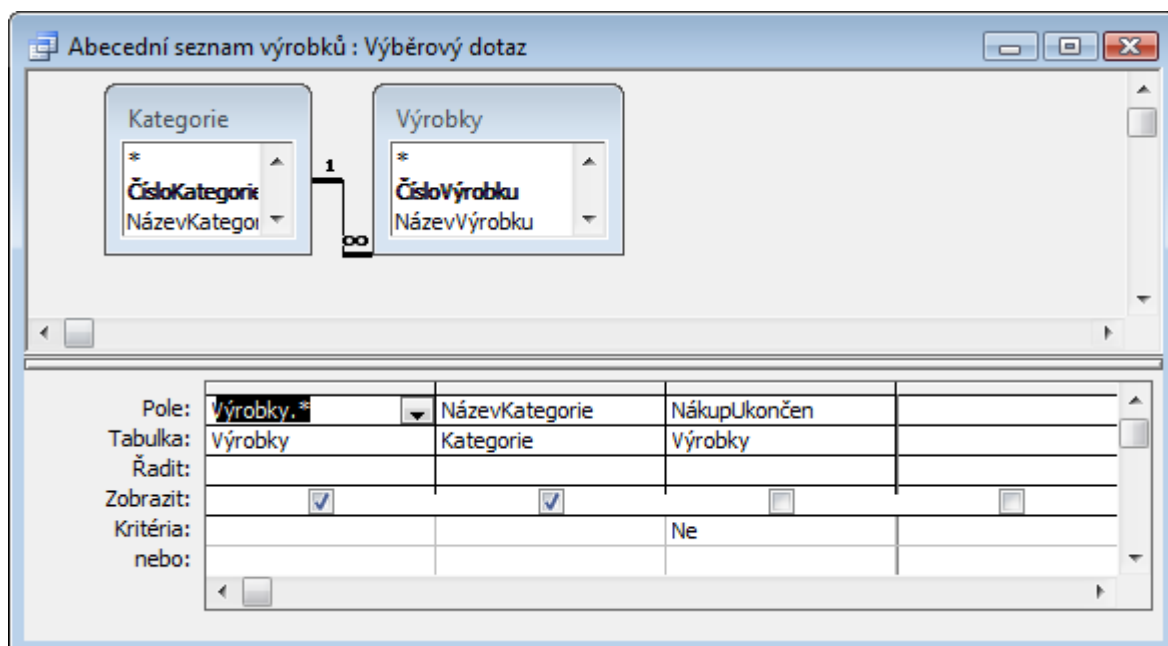 Abecední seznam výrobků : Výběrový dotaz
Kategorie
*
ČísloKategorie
NázevKategor
1
∞
Výrobky
*
ČísloVýrobku
NázevVýrobku
Pole: Výrobky.* NázevKategorie NákupUkončen
Tabulka: Výrobky Kategorie Výrobky
Řadit:
Zobrazit:
Kritéria: Ne
nebo: